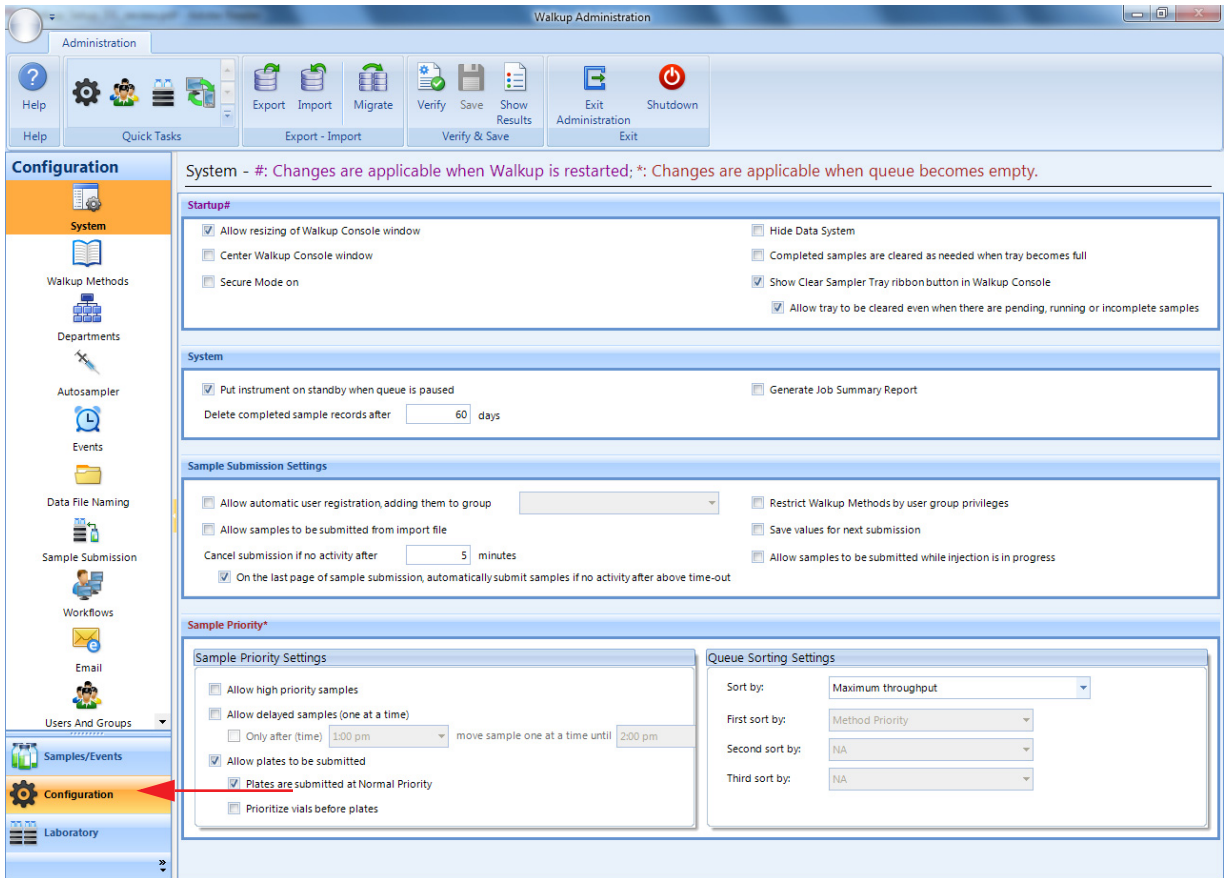 Walkup Administration
Administration
Help
Export
Import
Migrate
Verify
Save
Show Results
Exit Administration
Shutdown
Help
Quick Tasks
Export - Import
Verify & Save
Exit
Configuration
System
Walkup Methods
Departments
Autosampler
Events
Data File Naming
Sample Submission
Workflows
Email
Users And Groups
Samples/Events
Configuration
Laboratory
System - #: Changes are applicable when Walkup is restarted; *: Changes are applicable when queue becomes empty.
Startup#
Allow resizing of Walkup Console window
Center Walkup Console window
Secure Mode on
Hide Data System
Completed samples are cleared as needed when tray becomes full
Show Clear Sampler Tray ribbon button in Walkup Console
Allow tray to be cleared even when there are pending, running or incomplete samples
System
Put instrument on standby when queue is paused
Delete completed sample records after 60 days
Generate Job Summary Report
Sample Submission Settings
Allow automatic user registration, adding them to group
Allow samples to be submitted from import file
Cancel submission if no activity after 5 minutes
On the last page of sample submission, automatically submit samples if no activity after above time-out
Restrict Walkup Methods by user group privileges
Save values for next submission
Allow samples to be submitted while injection is in progress
Sample Priority*
Sample Priority Settings
Allow high priority samples
Allow delayed samples (one at a time)
Only after (time) 1:00 pm move sample one at a time until 2:00 pm
Allow plates to be submitted
Plates are submitted at Normal Priority
Prioritize vials before plates
Queue Sorting Settings
Sort by: Maximum throughput
First sort by: Method Priority
Second sort by: NA
Third sort by: NA